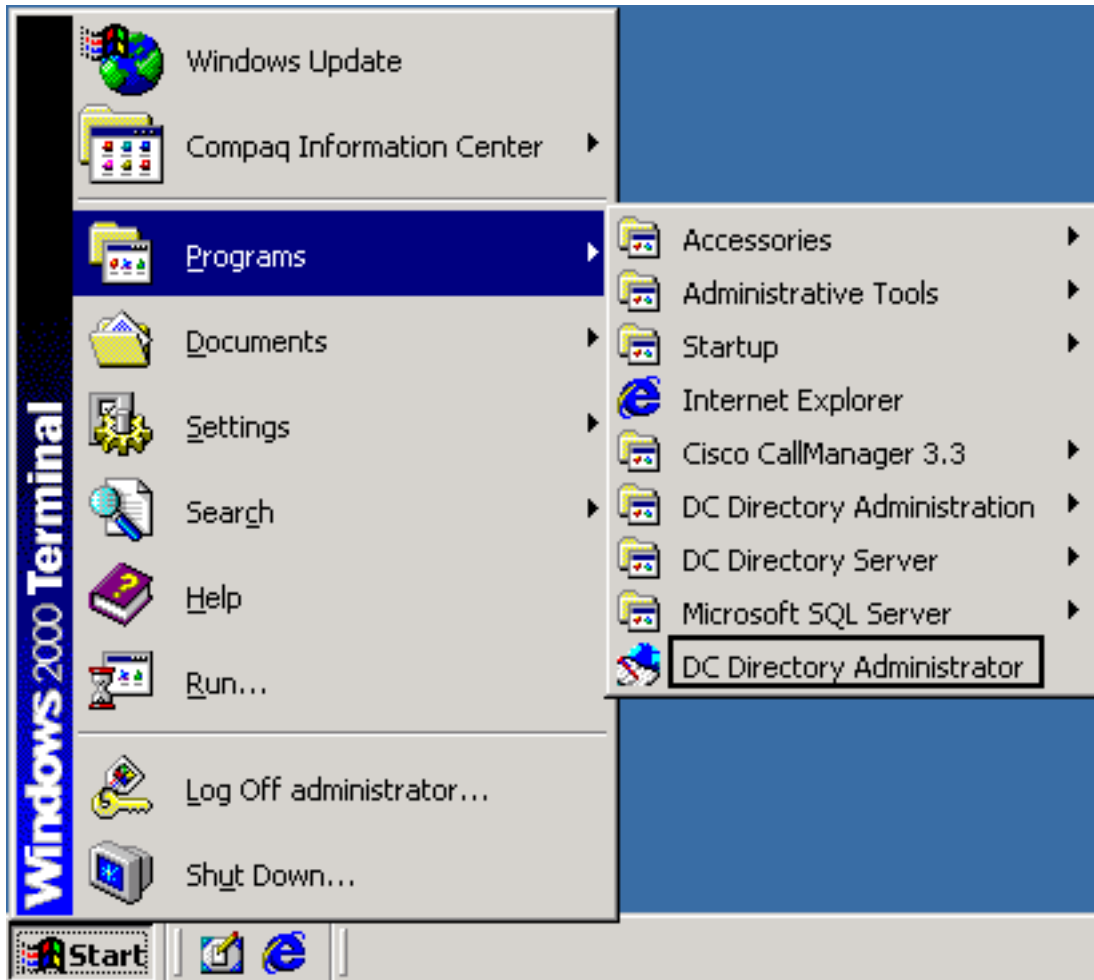 Windows Update
Compaq Information Center
Programs
Documents
Settings
Search
Help
Run...
Log Off administrator...
Shut Down...
Windows 2000 Terminal
Accessories
Administrative Tools
Startup
Internet Explorer
Cisco CallManager 3.3
DC Directory Administration
DC Directory Server
Microsoft SQL Server
DC Directory Administrator
Start